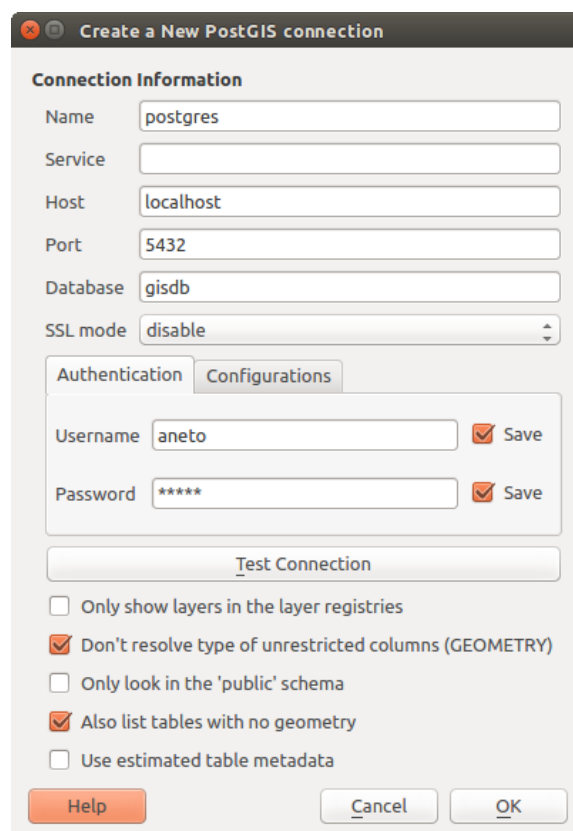 Create a New PostGIS connection
Connection Information
Name postgres
Service
Host localhost
Port 5432
Database gisdb
SSL mode disable
Authentication Configurations
Username aneto Save
Password ***** Save
Test Connection
Only show layers in the layer registries
Don't resolve type of unrestricted columns (GEOMETRY)
Only look in the 'public' schema
Also list tables with no geometry
Use estimated table metadata
Help Cancel OK